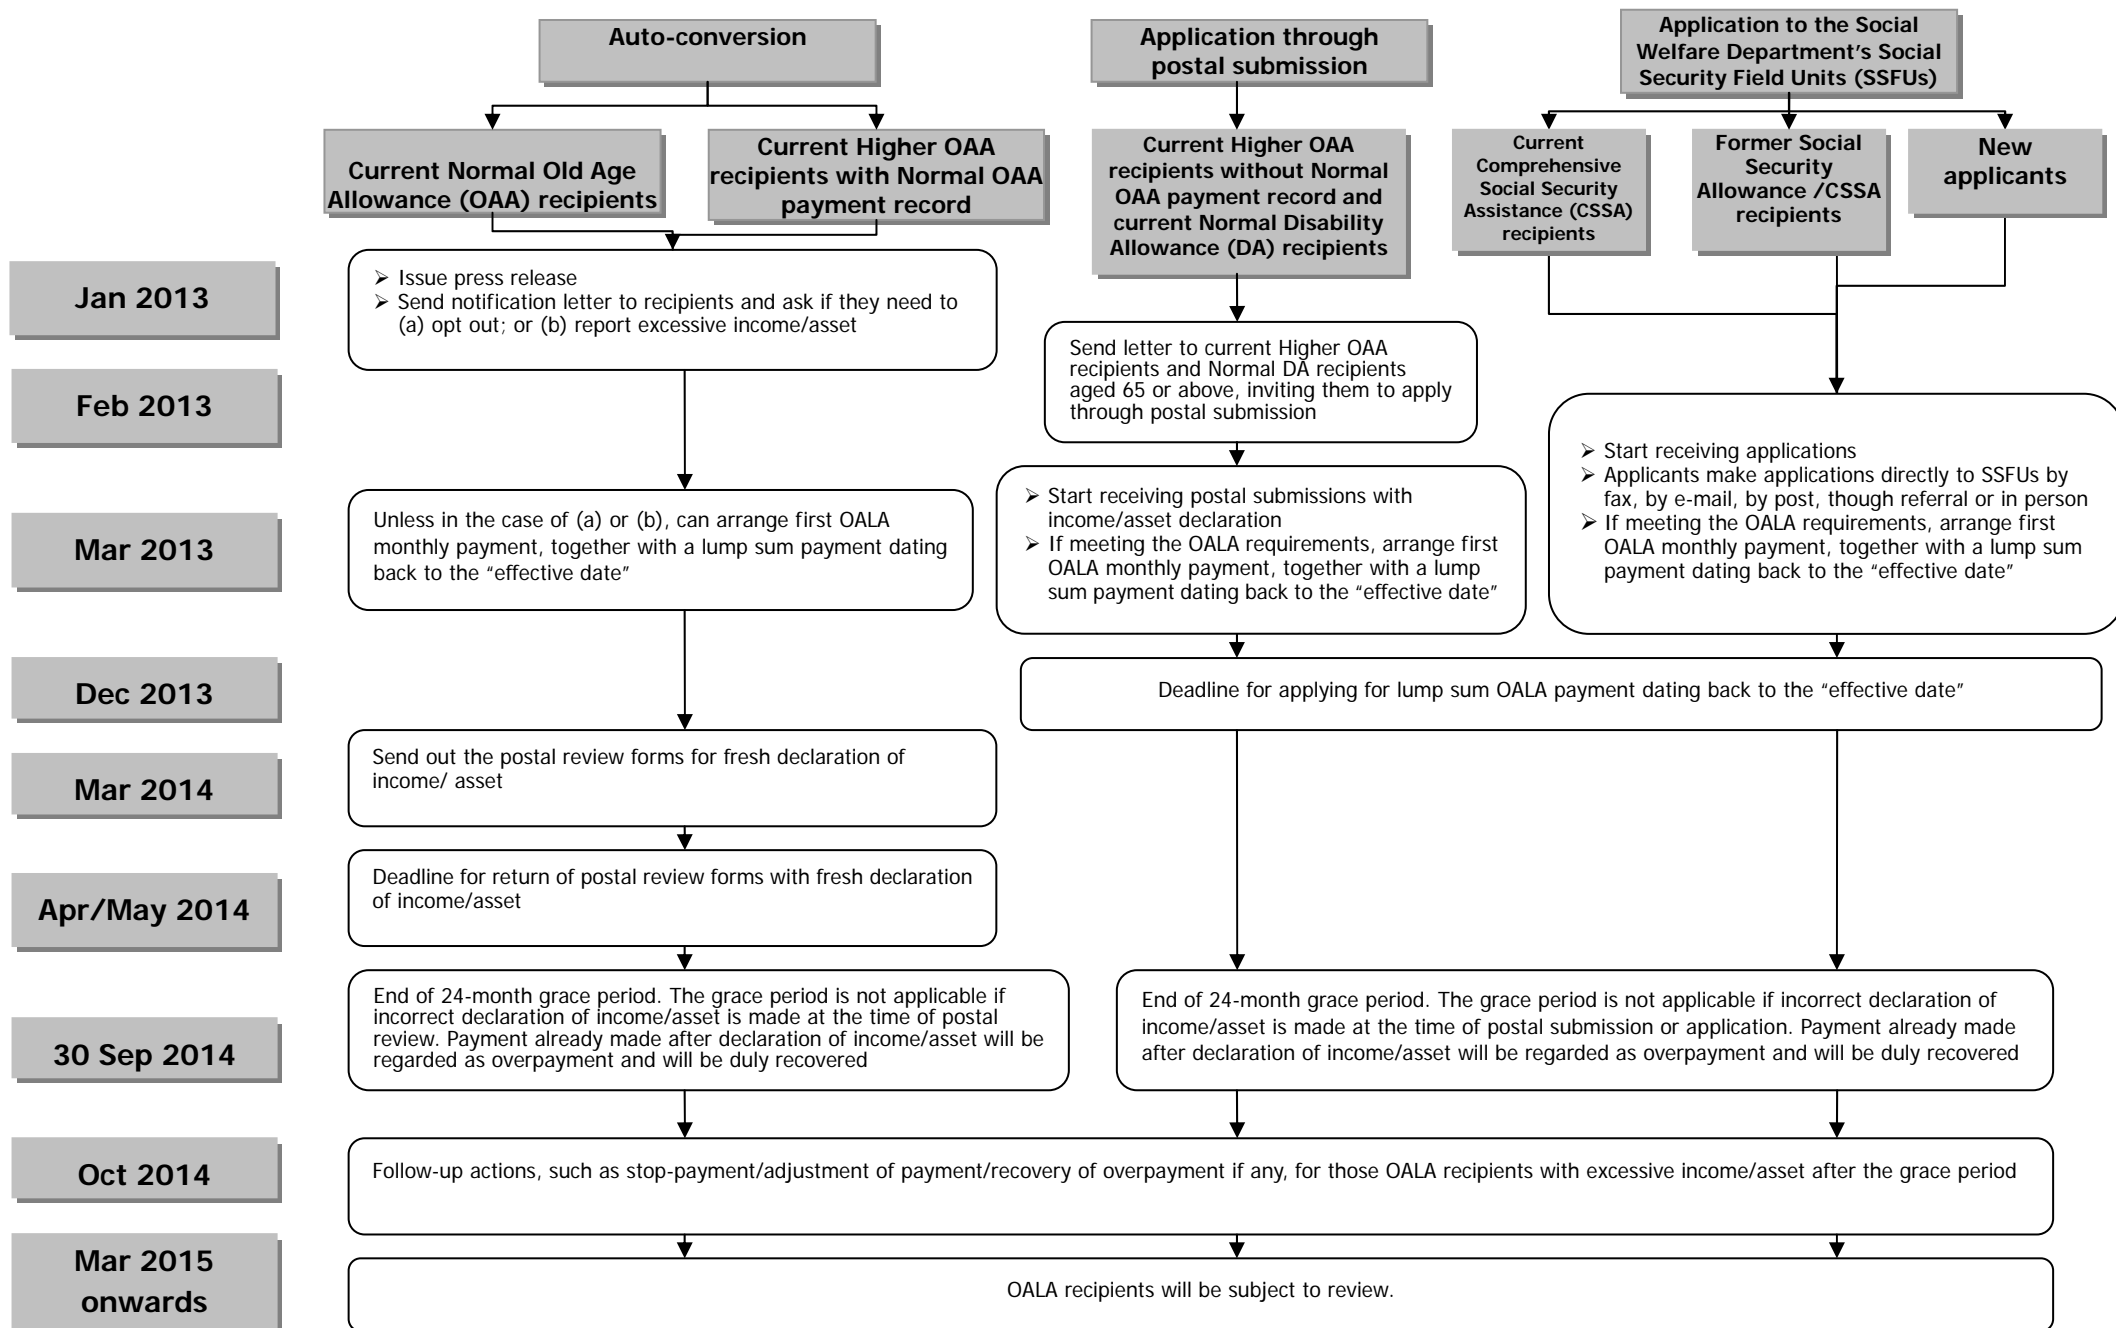 Auto-conversion
Application through
postal submission
Application to the Social
Welfare Department's Social
Security Field Units (SSFUs)
Current Normal Old Age
Allowance (OAA) recipients
Current Higher OAA
recipients with Normal OAA
payment record
Current Higher OAA
recipients without Normal
OAA payment record and
current Normal Disability
Allowance (DA) recipients
Current
Comprehensive
Social Security
Assistance (CSSA)
recipients
Former Social
Security
Allowance /CSSA
recipients
New
applicants
Jan 2013
➢ Issue press release
➢ Send notification letter to recipients and ask if they need to
(a) opt out; or (b) report excessive income/asset
Feb 2013
Send letter to current Higher OAA
recipients and Normal DA recipients
aged 65 or above, inviting them to apply
through postal submission
Mar 2013
Unless in the case of (a) or (b), can arrange first OALA
monthly payment, together with a lump sum payment dating
back to the “effective date”
➢ Start receiving postal submissions with
income/asset declaration
➢ If meeting the OALA requirements, arrange first
OALA monthly payment, together with a lump
sum payment dating back to the “effective date”
➢ Start receiving applications
➢ Applicants make applications directly to SSFUs by
fax, by e-mail, by post, though referral or in person
➢ If meeting the OALA requirements, arrange first
OALA monthly payment, together with a lump sum
payment dating back to the “effective date”
Dec 2013
Deadline for applying for lump sum OALA payment dating back to the “effective date”
Mar 2014
Send out the postal review forms for fresh declaration of
income/ asset
Apr/May 2014
Deadline for return of postal review forms with fresh declaration
of income/asset
30 Sep 2014
End of 24-month grace period. The grace period is not applicable if
incorrect declaration of income/asset is made at the time of postal
review. Payment already made after declaration of income/asset will be
regarded as overpayment and will be duly recovered
End of 24-month grace period. The grace period is not applicable if incorrect declaration of
income/asset is made at the time of postal submission or application. Payment already made
after declaration of income/asset will be regarded as overpayment and will be duly recovered
Oct 2014
Follow-up actions, such as stop-payment/adjustment of payment/recovery of overpayment if any, for those OALA recipients with excessive income/asset after the grace period
Mar 2015
onwards
OALA recipients will be subject to review.